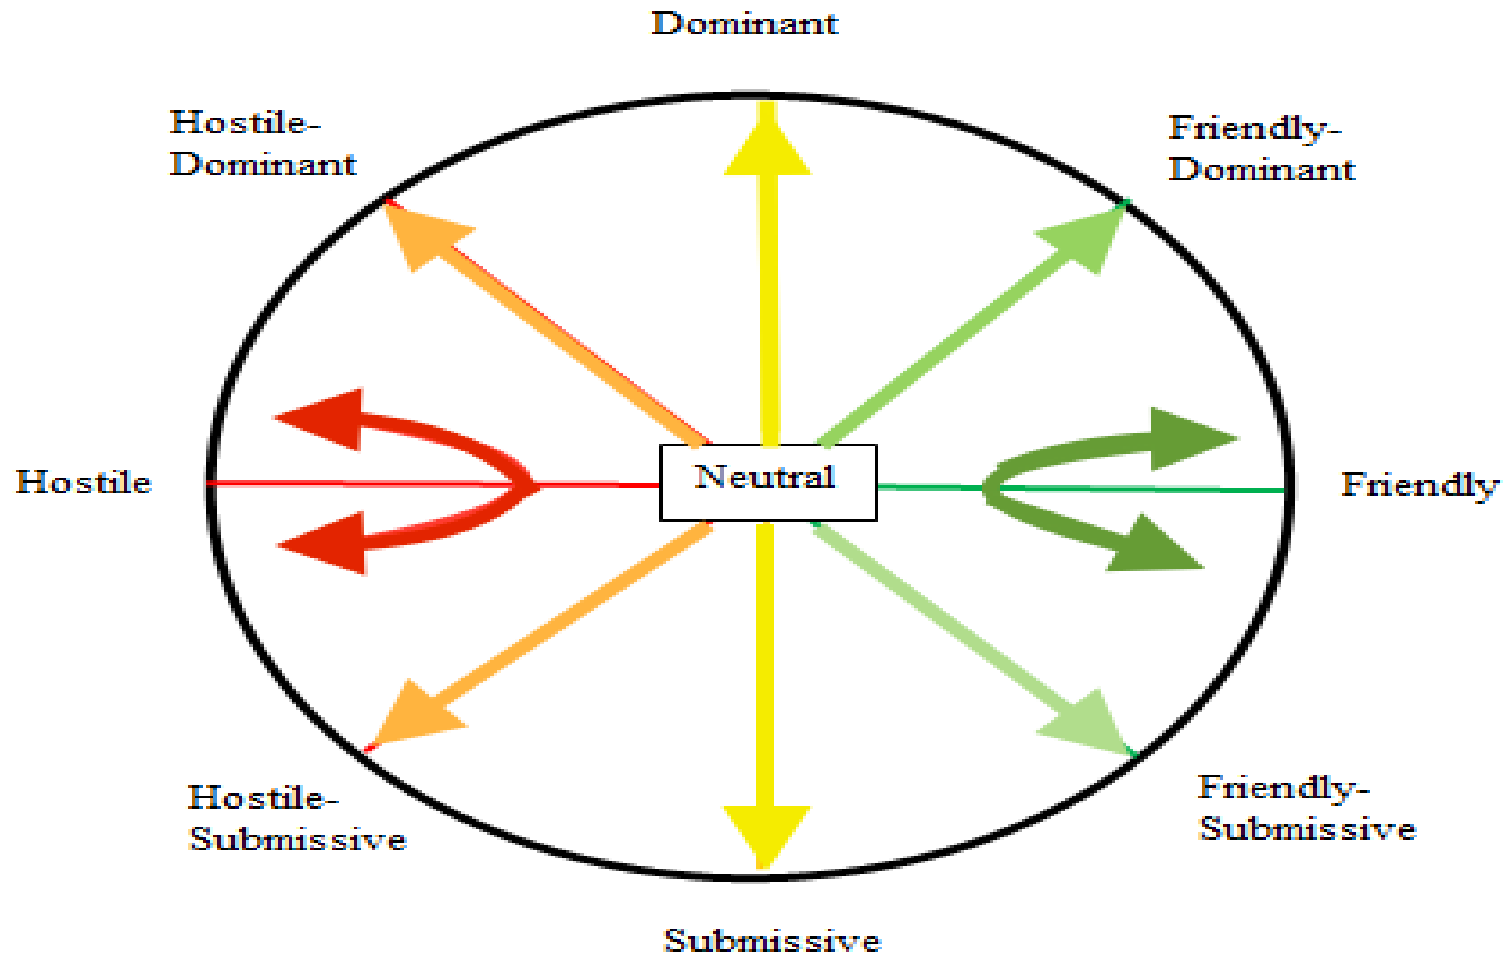 Dominant
Hostile-
Dominant
Friendly-
Dominant
Hostile
Neutral
Friendly
Hostile-
Submissive
Friendly-
Submissive
Submissive